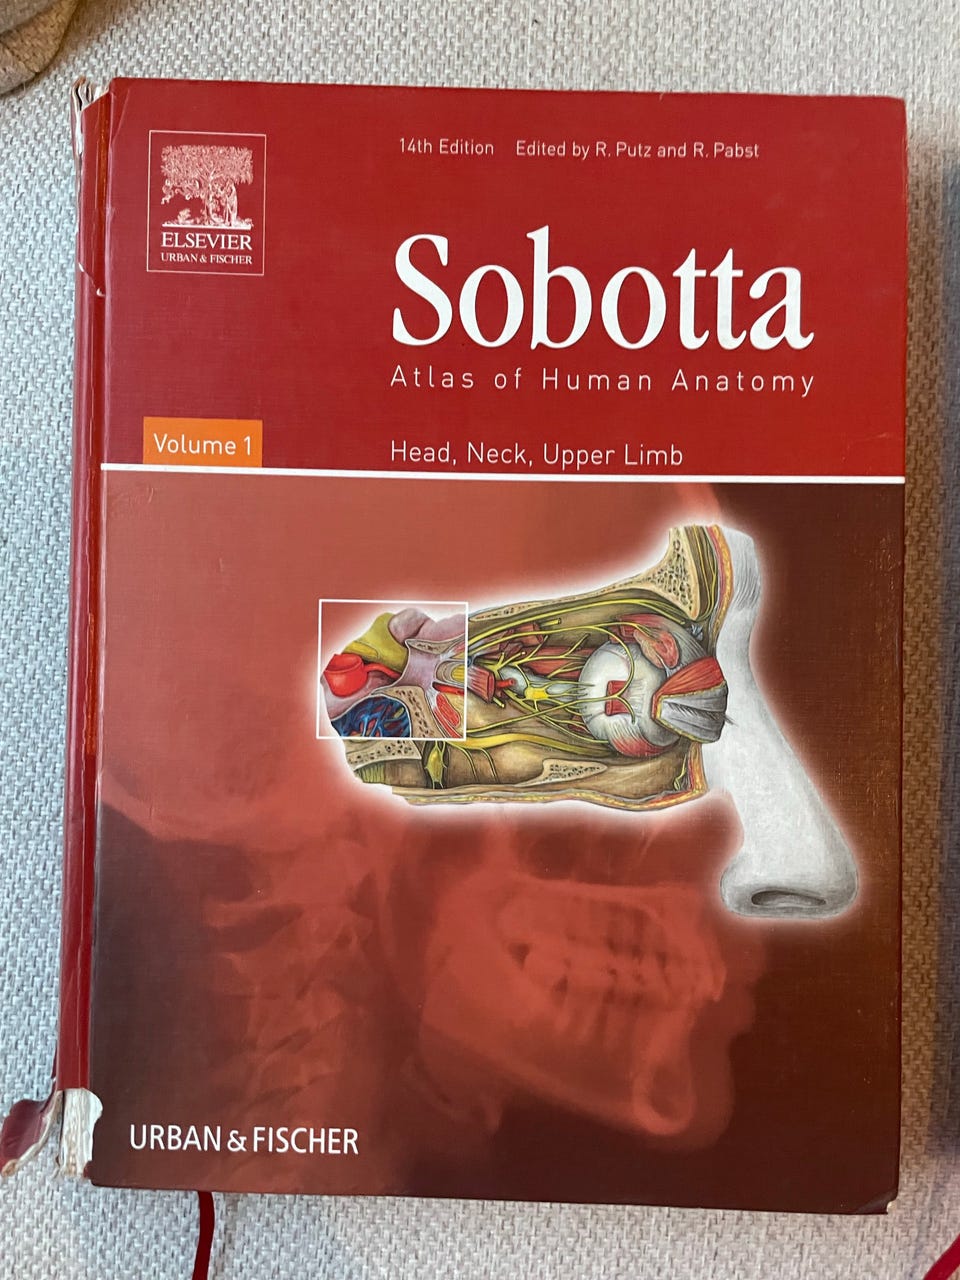 14th Edition Edited by R. Putz and R. Pabst
ELSEVIER
URBAN & FISCHER
Sobotta
Atlas of Human Anatomy
Volume 1
Head, Neck, Upper Limb
URBAN & FISCHER